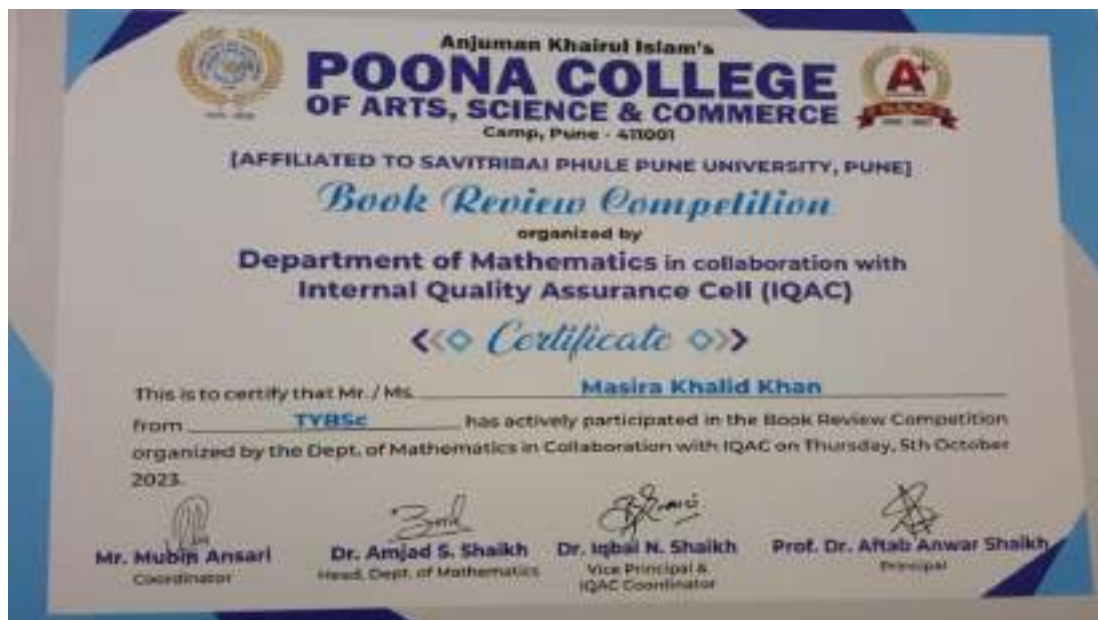 Anjuman Khairul Islam's
POONA COLLEGE
OF ARTS, SCIENCE & COMMERCE
Camp, Pune - 411001
A+
NAAC
[AFFILIATED TO SAVITRIBAI PHULE PUNE UNIVERSITY, PUNE]
Book Review Competition
organized by
Department of Mathematics in collaboration with
Internal Quality Assurance Cell (IQAC)
Certificate
This is to certify that Mr. / Ms. Masira Khalid Khan
from TYBSc has actively participated in the Book Review Competition
organized by the Dept. of Mathematics in Collaboration with IQAC on Thursday, 5th October
2023.
Mr. Mubin Ansari
Coordinator
Dr. Amjad S. Shaikh
Head, Dept. of Mathematics
Dr. Iqbal N. Shaikh
Vice Principal &
IQAC Coordinator
Prof. Dr. Aftab Anwar Shaikh
Principal